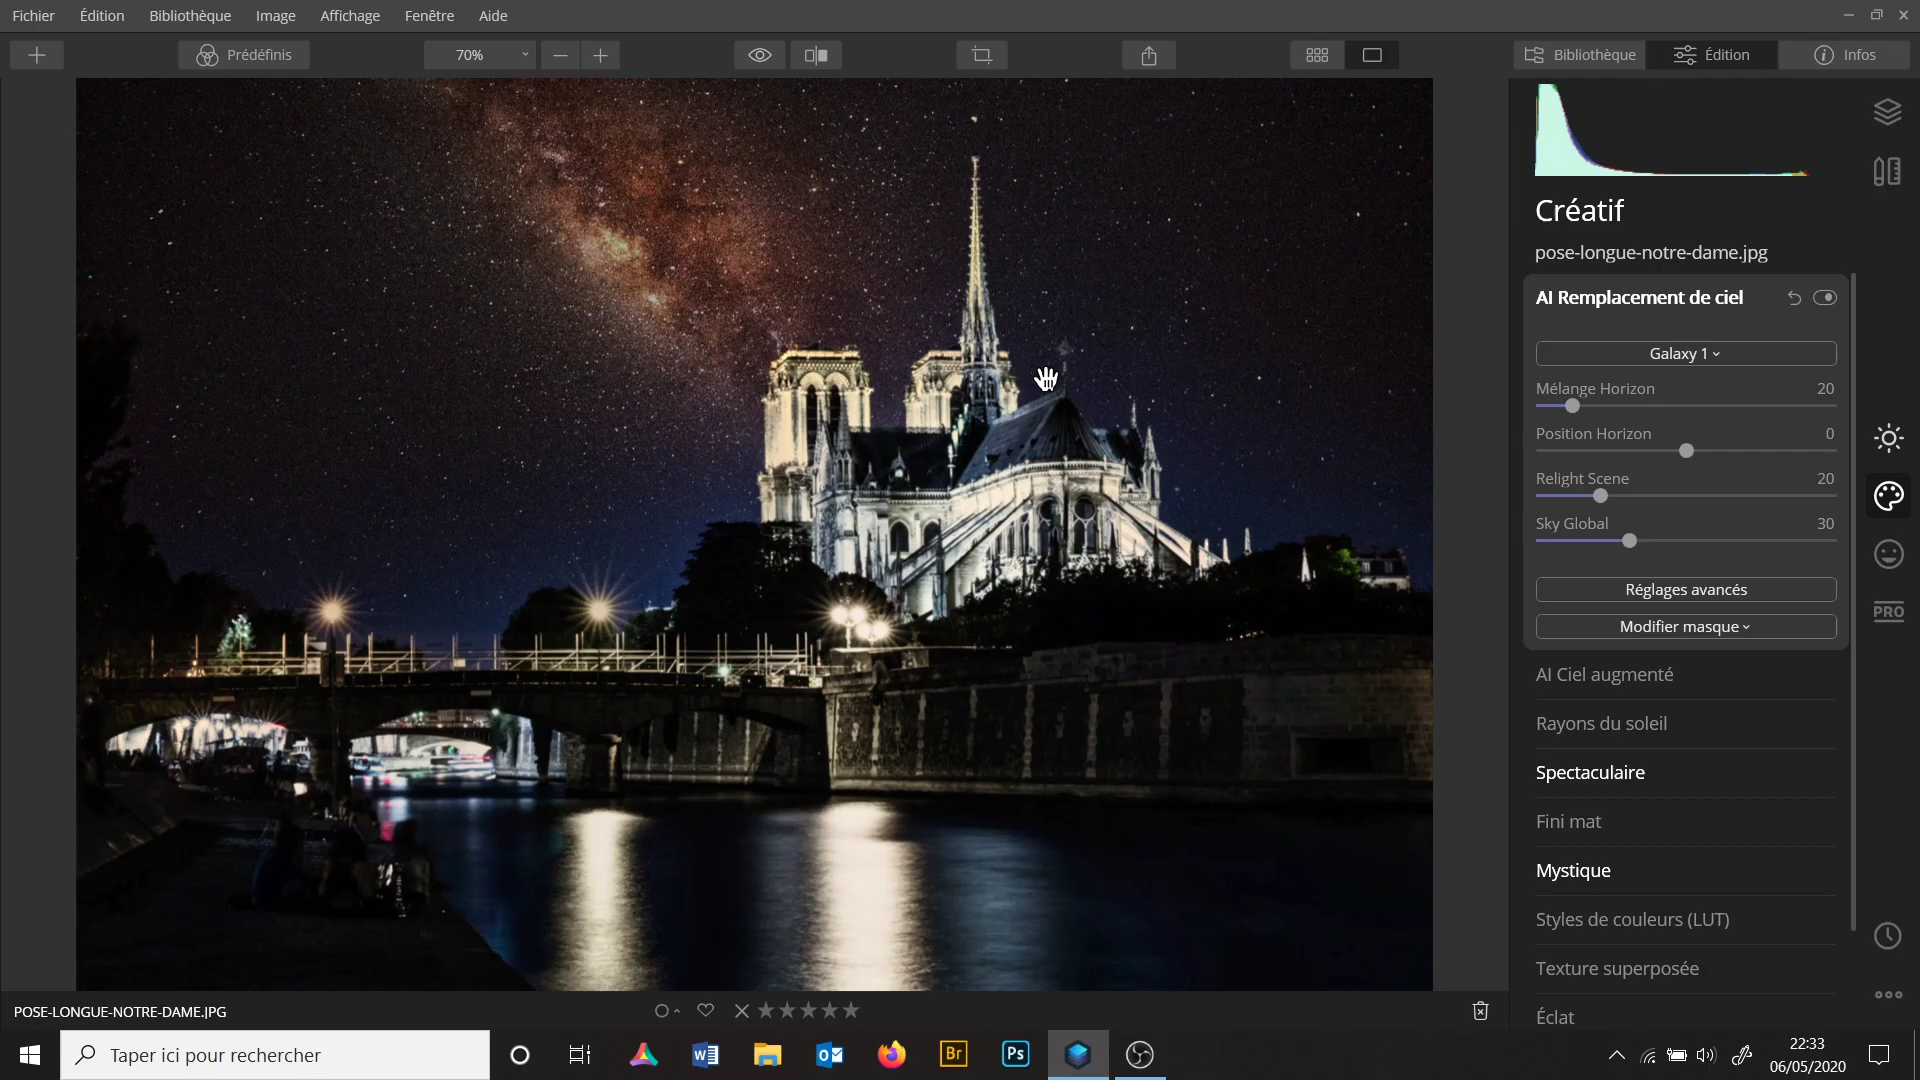 Fichier Édition Bibliothèque Image Affichage Fenêtre Aide
Prédéfinis 70% Bibliothèque Édition i Infos
Créatif
pose-longue-notre-dame.jpg
AI Remplacement de ciel
Galaxy 1
Mélange Horizon 20
Position Horizon 0
Relight Scene 20
Sky Global 30
Réglages avancés
Modifier masque
PRO
AI Ciel augmenté
Rayons du soleil
Spectaculaire
Fini mat
Mystique
Styles de couleurs (LUT)
Texture superposée
Éclat
POSE-LONGUE-NOTRE-DAME.JPG
Taper ici pour rechercher
Br Ps
22:33
06/05/2020